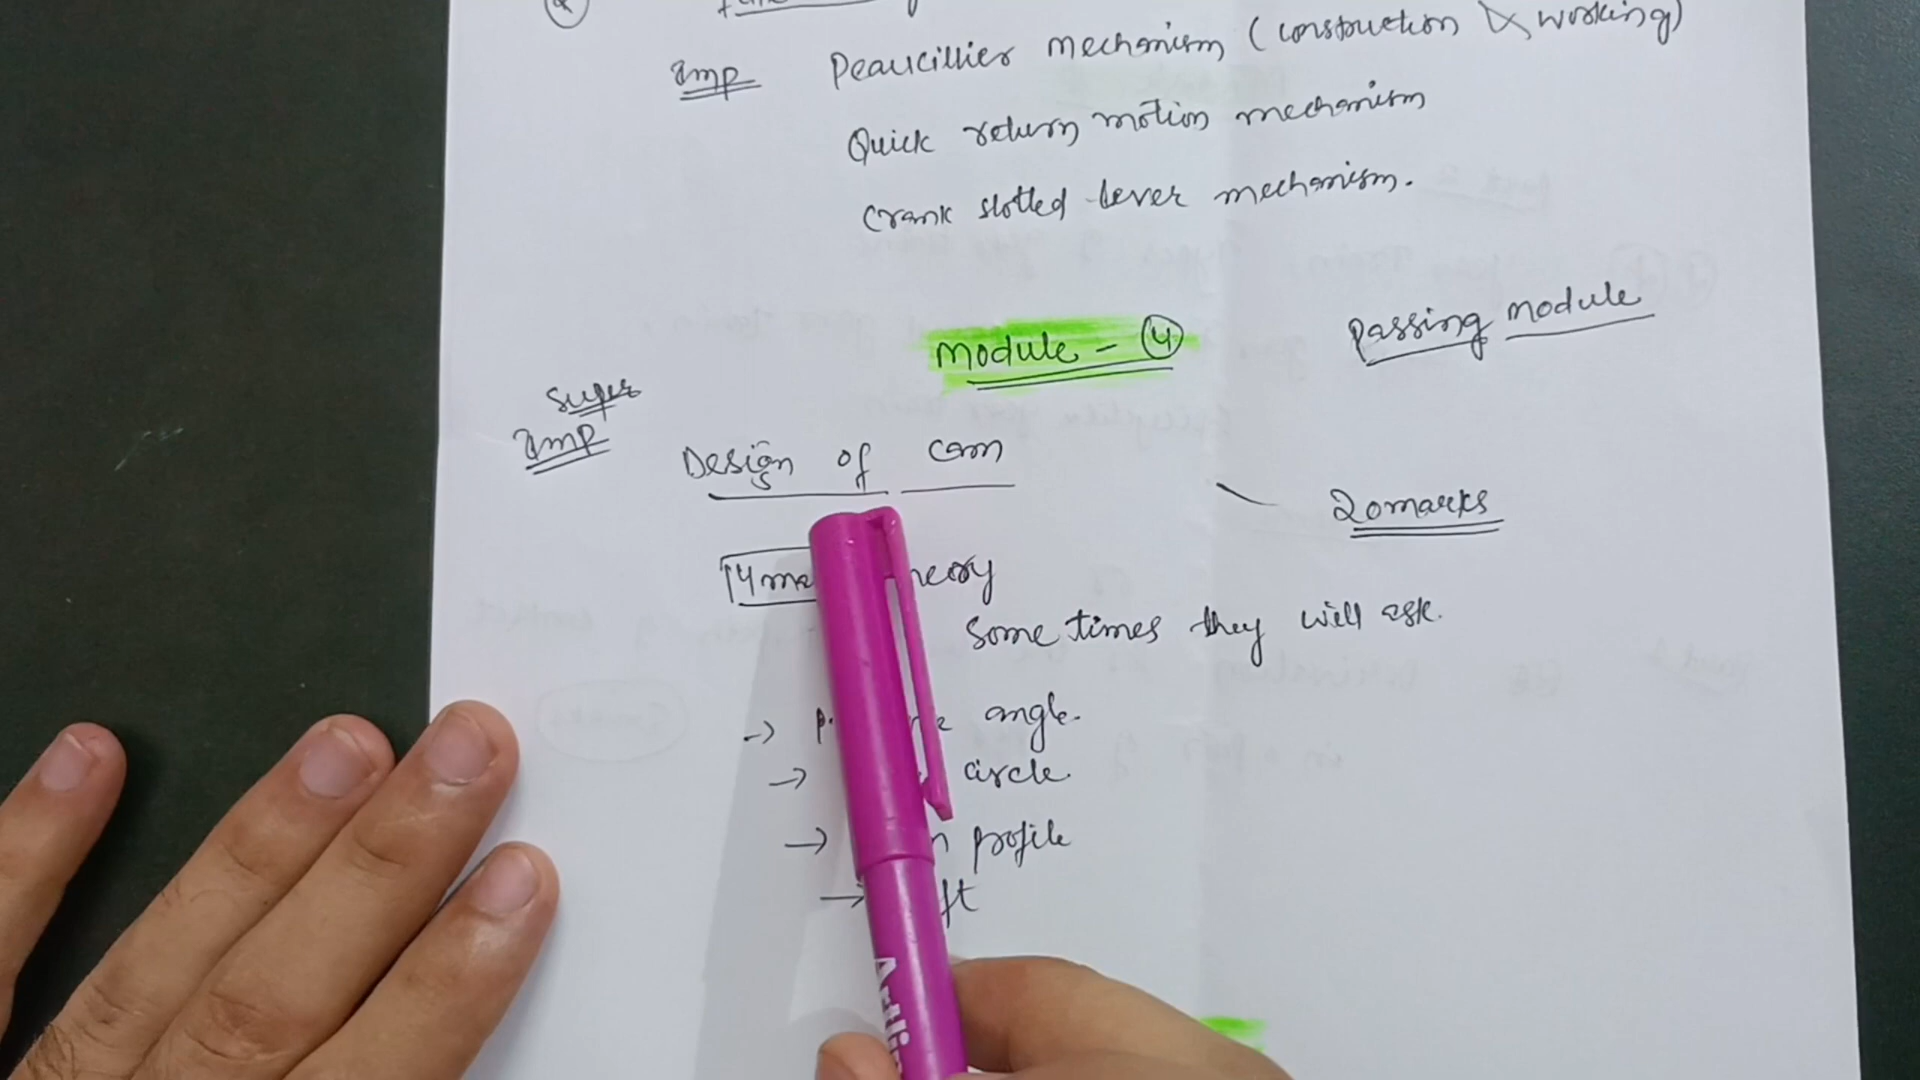 Imp Peaucillier mechanism (construction & working)
Quick return motion mechanism
Crank slotted lever mechanism.
Module - 4
Passing module
Super
Imp
Design of cam
20marks
Some times they will ask.
angle.
circle.
profile
Artli